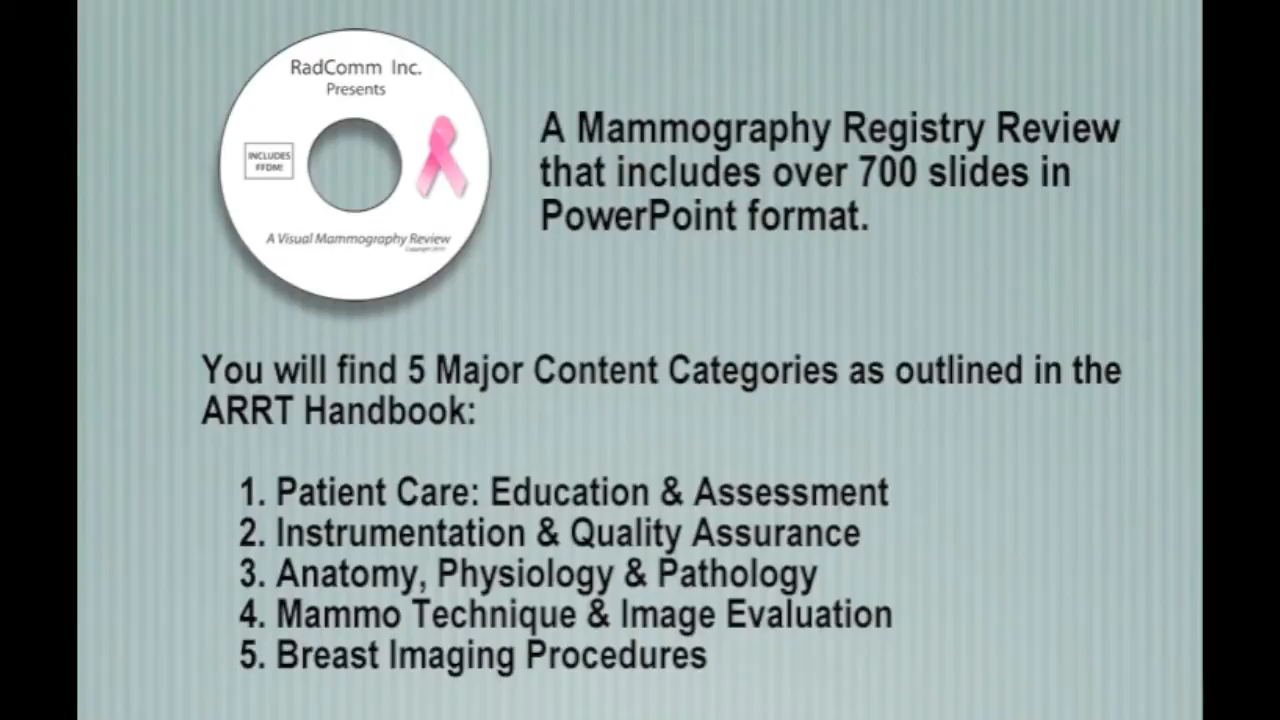 RadComm Inc.
Presents
INCLUDES
FFDM!
A Visual Mammography Review
A Mammography Registry Review
that includes over 700 slides in
PowerPoint format.
You will find 5 Major Content Categories as outlined in the
ARRT Handbook:
1. Patient Care: Education & Assessment
2. Instrumentation & Quality Assurance
3. Anatomy, Physiology & Pathology
4. Mammo Technique & Image Evaluation
5. Breast Imaging Procedures